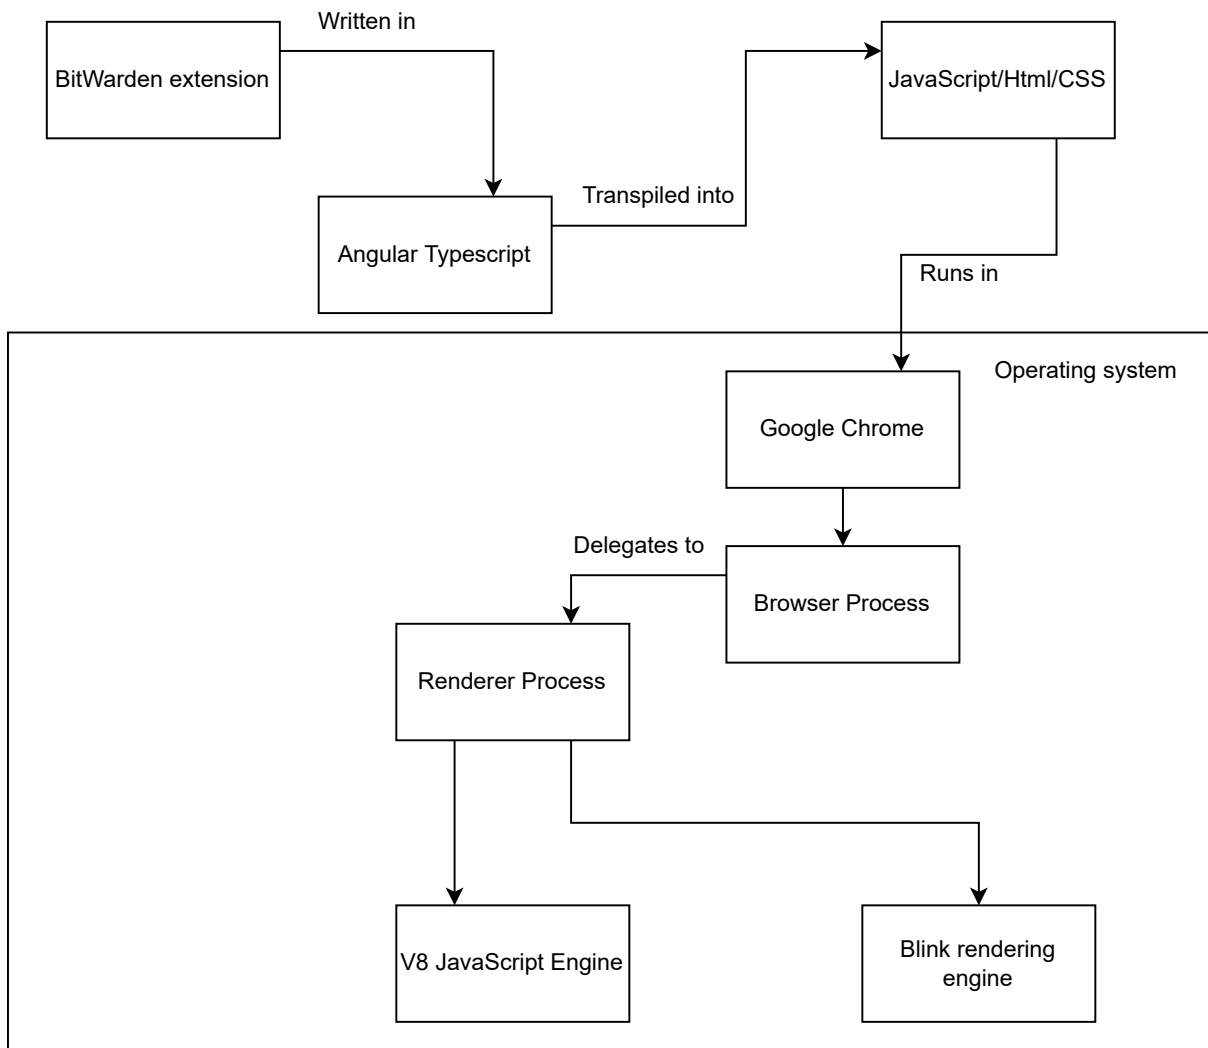 Written in
BitWarden extension
JavaScript/Html/CSS
Transpiled into
Angular Typescript
Runs in
Operating system
Google Chrome
Delegates to
Browser Process
Renderer Process
V8 JavaScript Engine
Blink rendering
engine